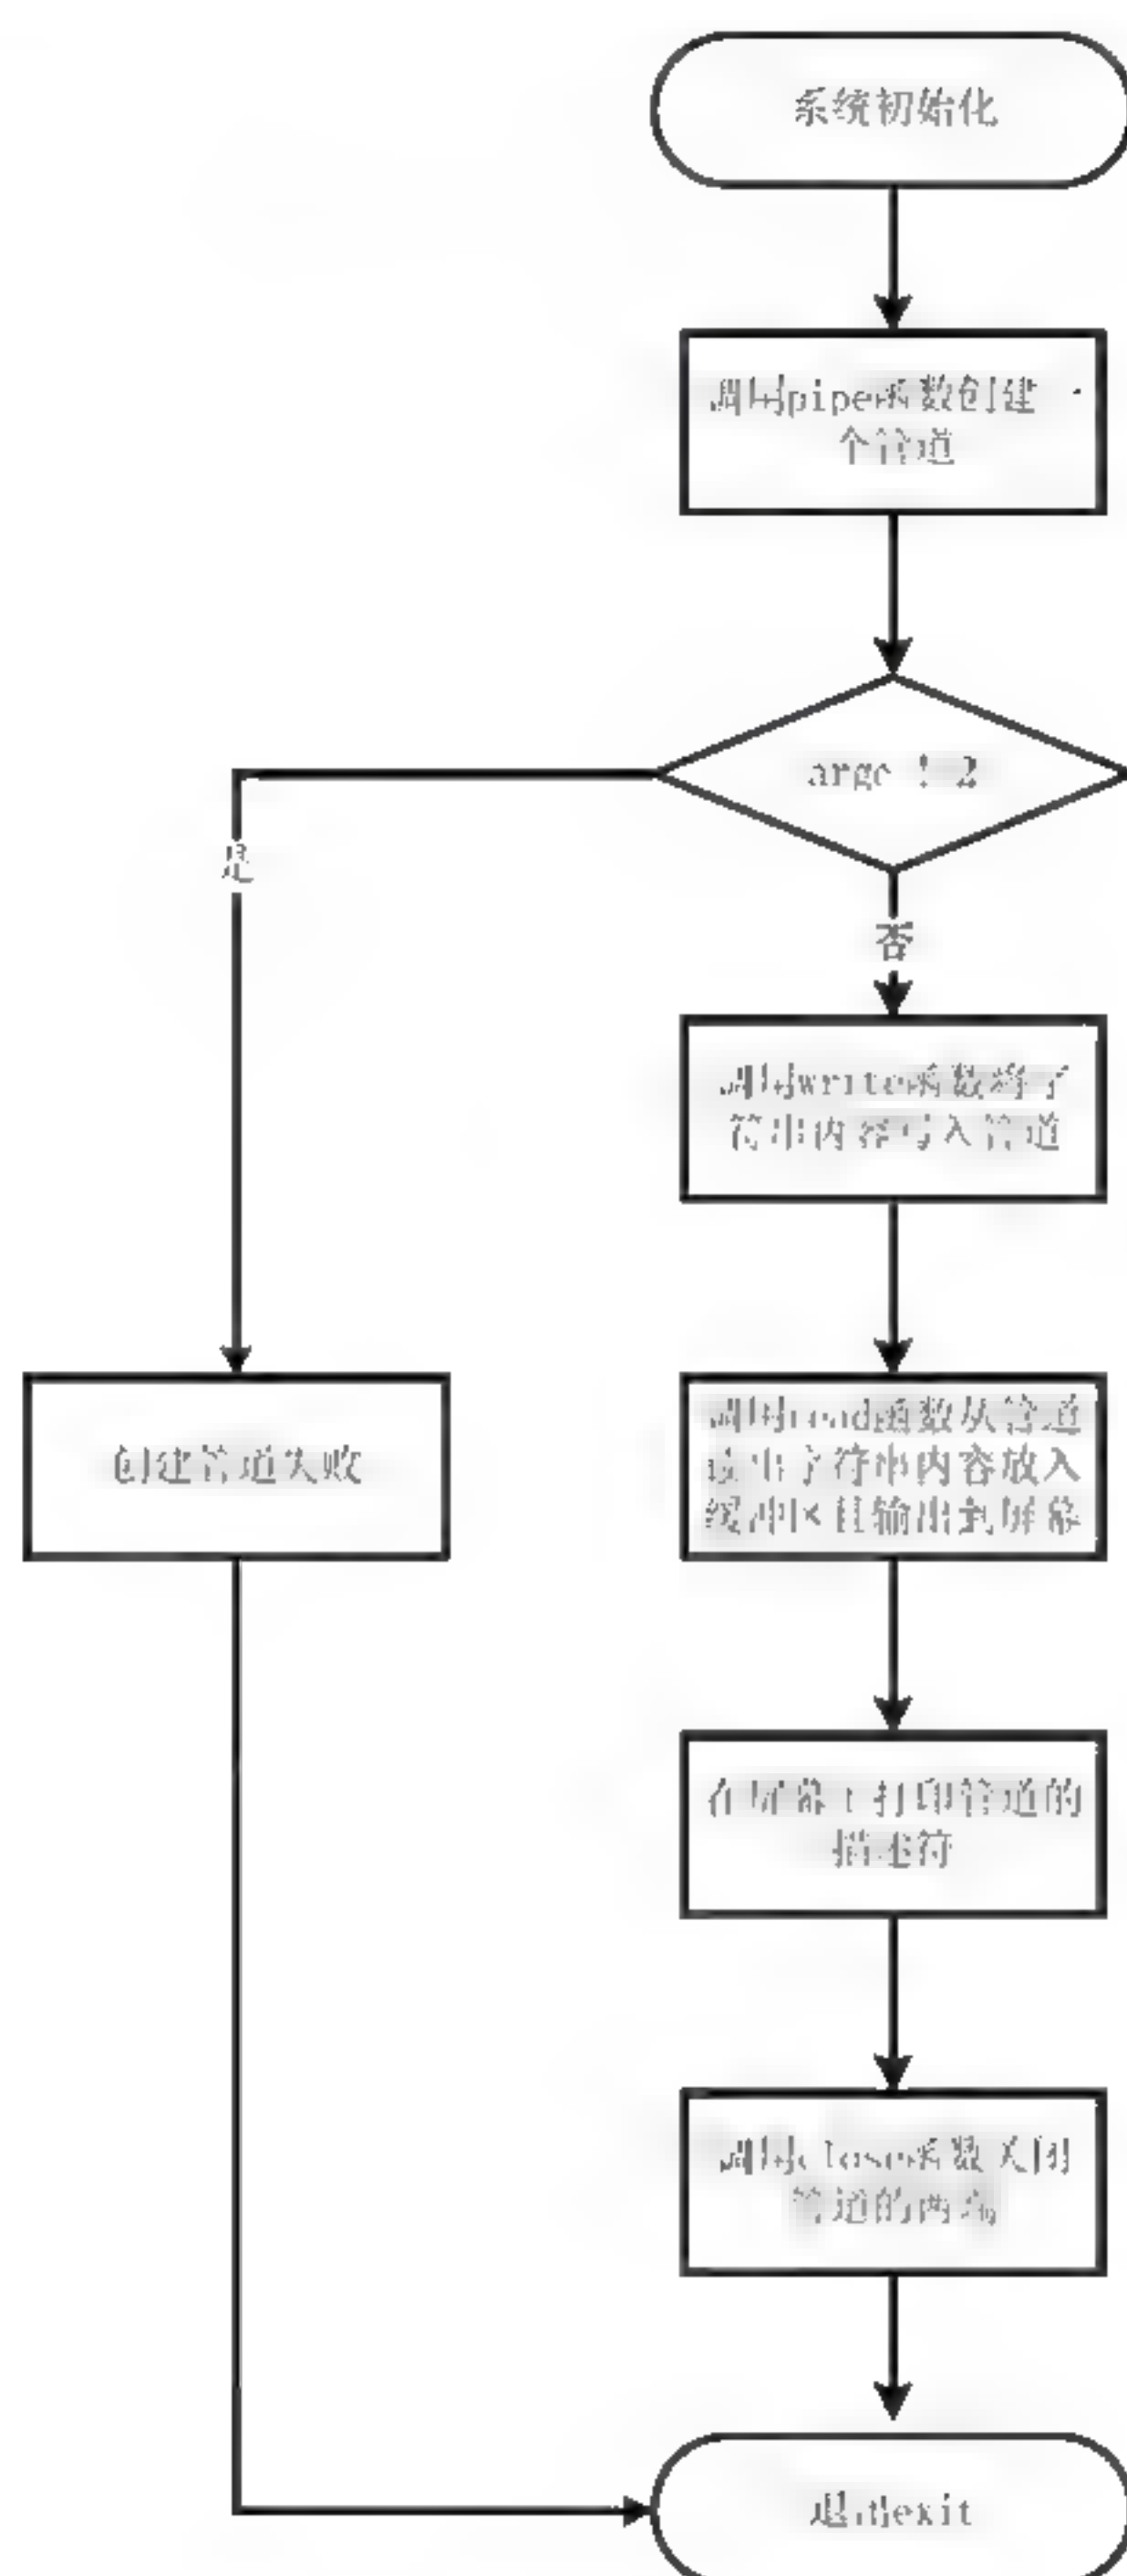 系统初始化
调用pipe函数创建一
个管道
argc !=2
是
否
调用write函数将字
符串内容写入管道
调用read函数从管道
读出字符串内容放入
缓冲区且输出到屏幕
创建管道失败
在屏幕上打印管道的
描述符
调用close函数关闭
管道的两端
退出exit